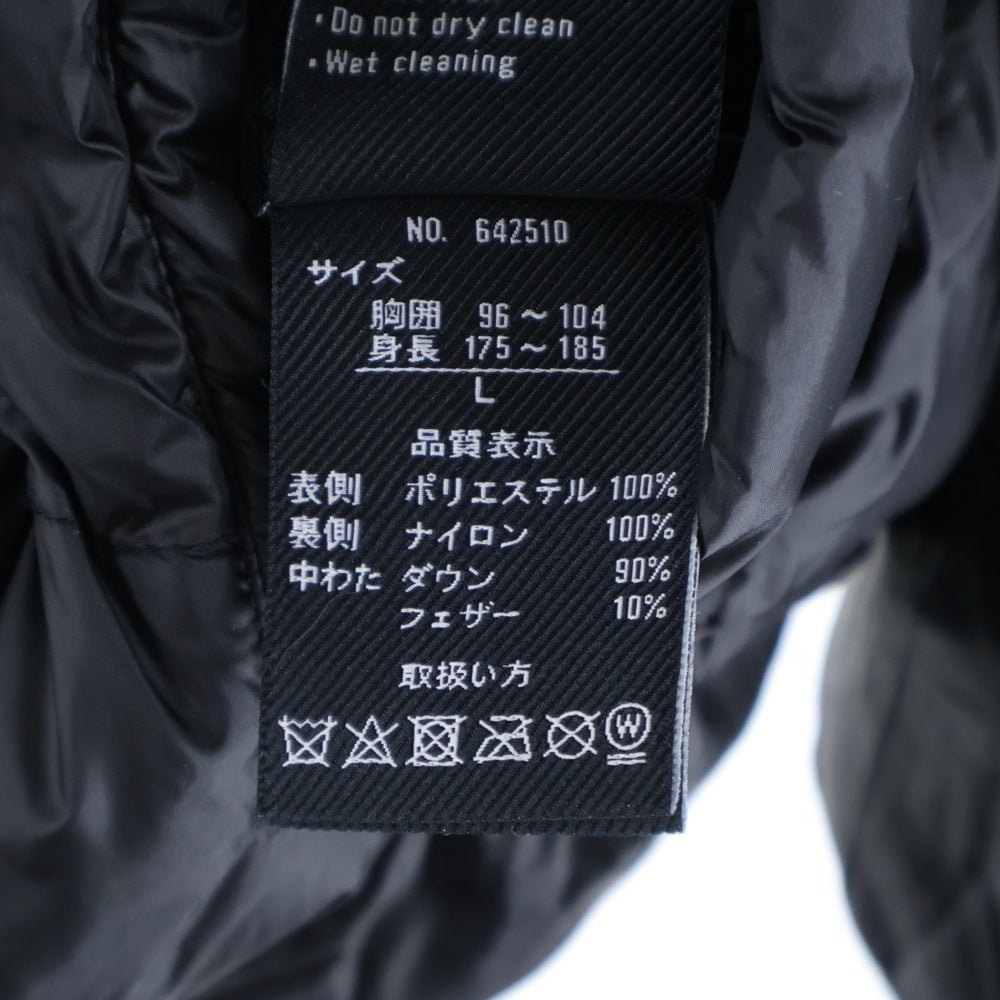 ・Do not dry clean
・Wet cleaning
NO. 642510
サイズ
胸囲 96～104
身長 175～185
L
品質表示
表側 ポリエステル 100%
裏側 ナイロン 100%
中わた ダウン 90%
フェザー 10%
取扱い方
W